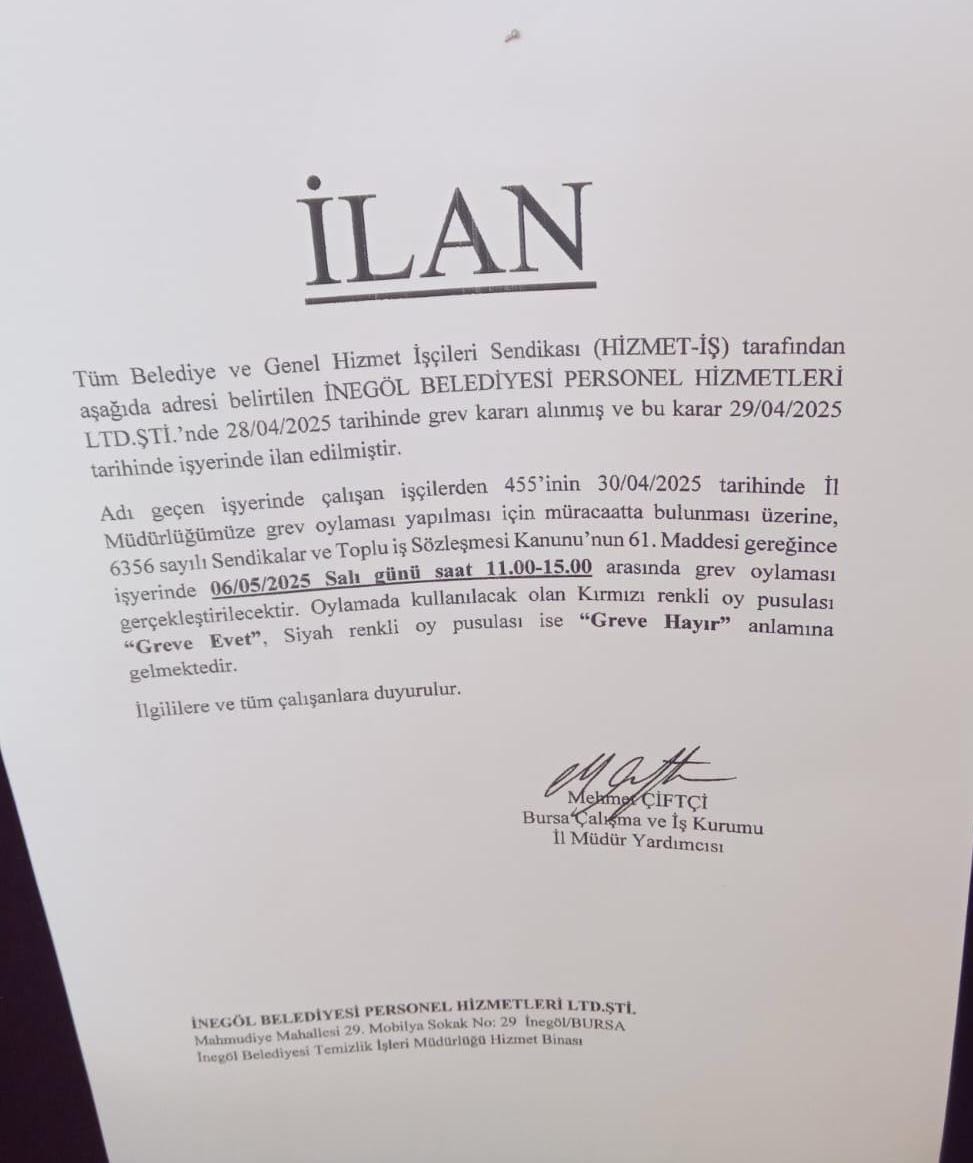 İLAN
Tüm Belediye ve Genel Hizmet İşçileri Sendikası (HİZMET-İŞ) tarafından
aşağıda adresi belirtilen İNEGÖL BELEDİYESİ PERSONEL HİZMETLERİ
LTD.ŞTİ.'nde 28/04/2025 tarihinde grev kararı alınmış ve bu karar 29/04/2025
tarihinde işyerinde ilan edilmiştir.
Adı geçen işyerinde çalışan işçilerden 455'inin 30/04/2025 tarihinde İl
Müdürlüğümüze grev oylaması yapılması için müracaatta bulunması üzerine,
6356 sayılı Sendikalar ve Toplu iş Sözleşmesi Kanunu'nun 61. Maddesi gereğince
işyerinde 06/05/2025 Salı günü saat 11.00-15.00 arasında grev oylaması
gerçekleştirilecektir. Oylamada kullanılacak olan Kırmızı renkli oy pusulası
“Greve Evet”, Siyah renkli oy pusulası ise “Greve Hayır” anlamına
gelmektedir.
İlgililere ve tüm çalışanlara duyurulur.
Mehmet ÇİFTÇİ
Bursa Çalışma ve İş Kurumu
İl Müdür Yardımcısı
İNEGÖL BELEDİYESİ PERSONEL HİZMETLERİ LTD.ŞTİ.
Mahmudiye Mahallesi 29. Mobilya Sokak No: 29 İnegöl/BURSA
İnegöl Belediyesi Temizlik İşleri Müdürlüğü Hizmet Binası